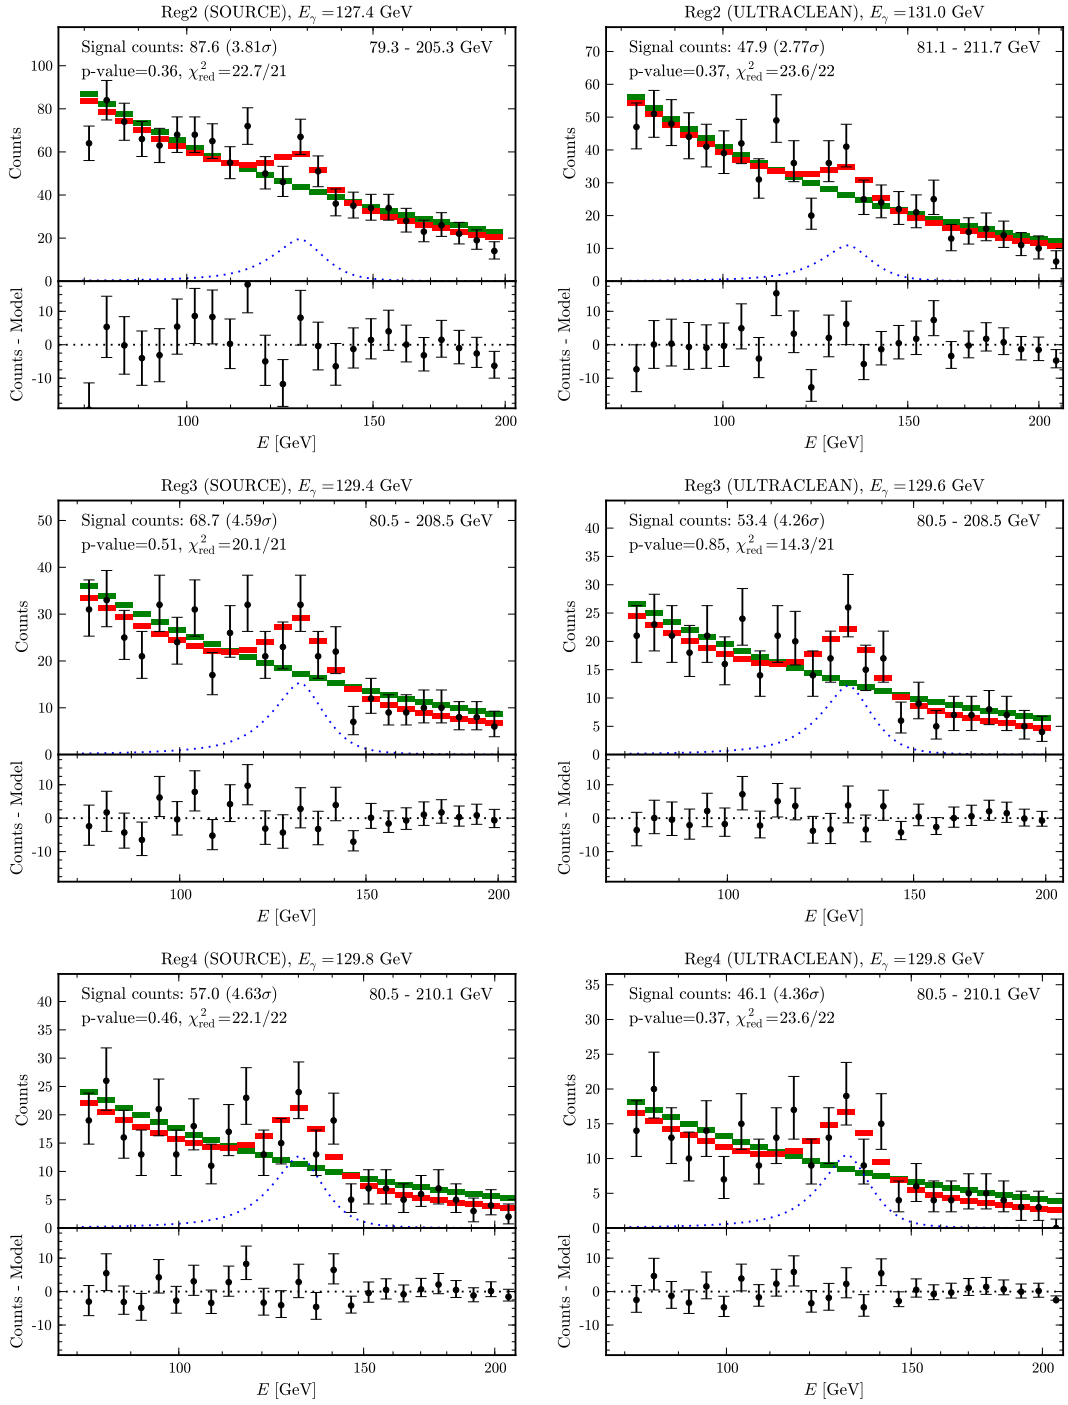 Reg2 (SOURCE), E_γ =127.4 GeV
Signal counts: 87.6 (3.81σ) 79.3 - 205.3 GeV
p-value=0.36, χ²_red=22.7/21
100
80
60
40
20
0
Counts
10
0
-10
Counts - Model
100 150 200
E [GeV]
Reg2 (ULTRACLEAN), E_γ =131.0 GeV
Signal counts: 47.9 (2.77σ) 81.1 - 211.7 GeV
p-value=0.37, χ²_red=23.6/22
70
60
50
40
30
20
10
0
Counts
10
0
-10
Counts - Model
100 150 200
E [GeV]
Reg3 (SOURCE), E_γ =129.4 GeV
Signal counts: 68.7 (4.59σ) 80.5 - 208.5 GeV
p-value=0.51, χ²_red=20.1/21
50
40
30
20
10
0
Counts
10
0
-10
Counts - Model
100 150 200
E [GeV]
Reg3 (ULTRACLEAN), E_γ =129.6 GeV
Signal counts: 53.4 (4.26σ) 80.5 - 208.5 GeV
p-value=0.85, χ²_red=14.3/21
40
35
30
25
20
15
10
5
0
Counts
10
0
-10
Counts - Model
100 150 200
E [GeV]
Reg4 (SOURCE), E_γ =129.8 GeV
Signal counts: 57.0 (4.63σ) 80.5 - 210.1 GeV
p-value=0.46, χ²_red=22.1/22
40
35
30
25
20
15
10
5
0
Counts
10
0
-10
Counts - Model
100 150 200
E [GeV]
Reg4 (ULTRACLEAN), E_γ =129.8 GeV
Signal counts: 46.1 (4.36σ) 80.5 - 210.1 GeV
p-value=0.37, χ²_red=23.6/22
35
30
25
20
15
10
5
0
Counts
10
0
-10
Counts - Model
100 150 200
E [GeV]